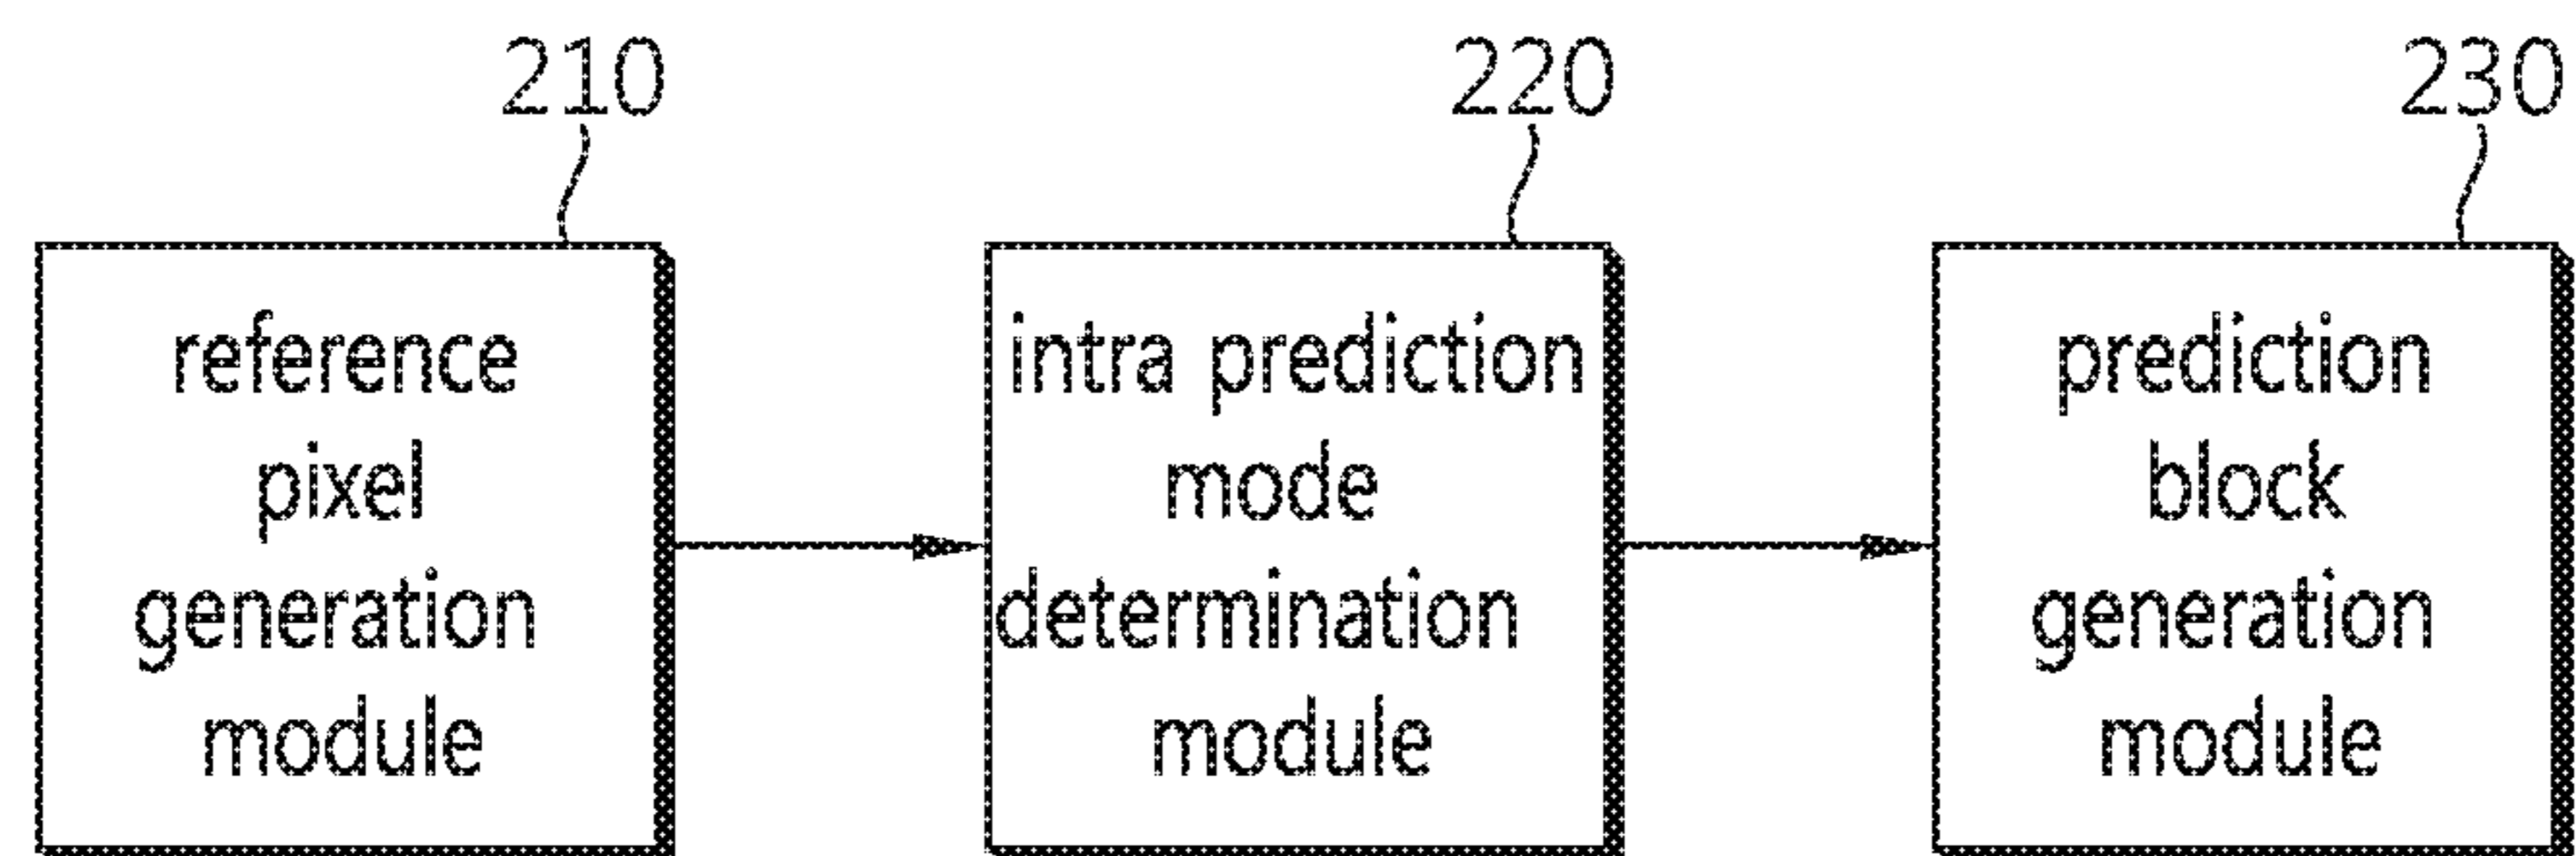 210
220
230
reference
pixel
generation
module
intra prediction
mode
determination
module
prediction
block
generation
module